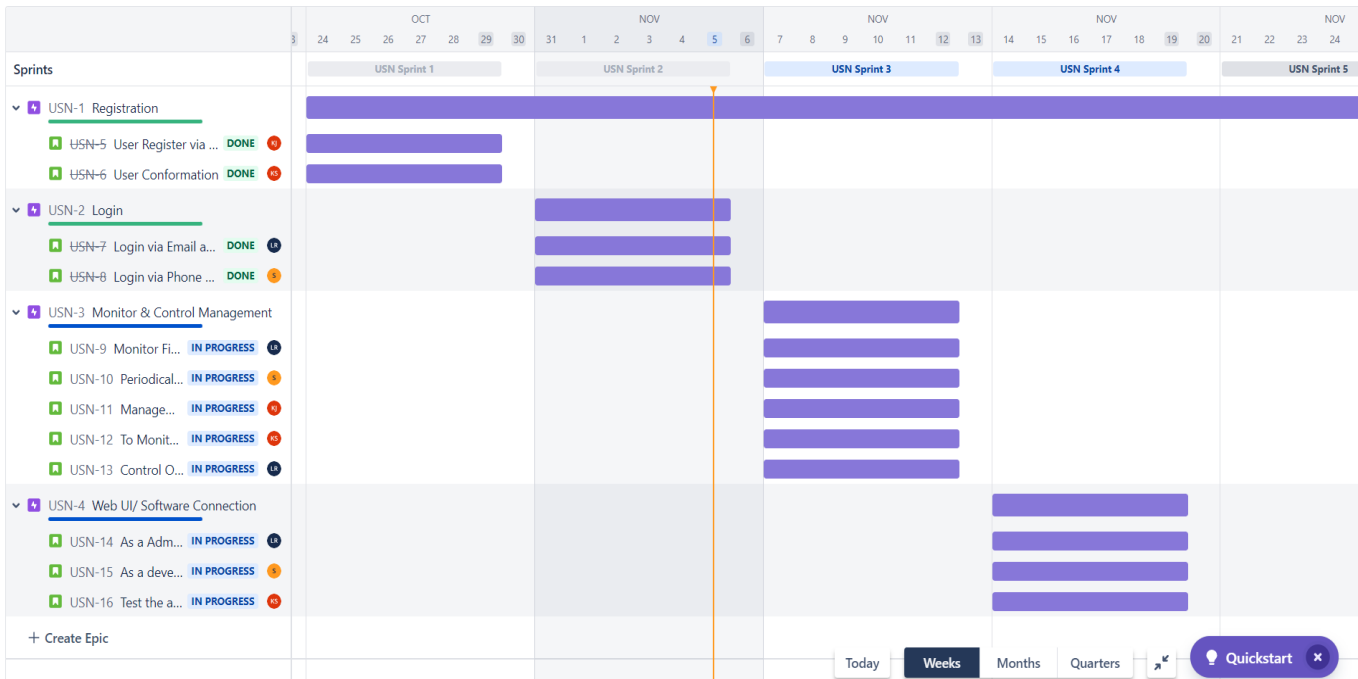 OCT NOV NOV NOV NOV
3 24 25 26 27 28 29 30 31 1 2 3 4 5 6 7 8 9 10 11 12 13 14 15 16 17 18 19 20 21 22 23 24
Sprints USN Sprint 1 USN Sprint 2 USN Sprint 3 USN Sprint 4 USN Sprint 5
USN-1 Registration
USN-5 User Register via ... DONE KJ
USN-6 User Conformation DONE KS
USN-2 Login
USN-7 Login via Email a... DONE LR
USN-8 Login via Phone ... DONE S
USN-3 Monitor & Control Management
USN-9 Monitor Fi... IN PROGRESS LR
USN-10 Periodical... IN PROGRESS S
USN-11 Manage... IN PROGRESS KJ
USN-12 To Monit... IN PROGRESS KS
USN-13 Control O... IN PROGRESS LR
USN-4 Web UI/ Software Connection
USN-14 As a Adm... IN PROGRESS LR
USN-15 As a deve... IN PROGRESS S
USN-16 Test the a... IN PROGRESS KS
+ Create Epic
Today Weeks Months Quarters Quickstart